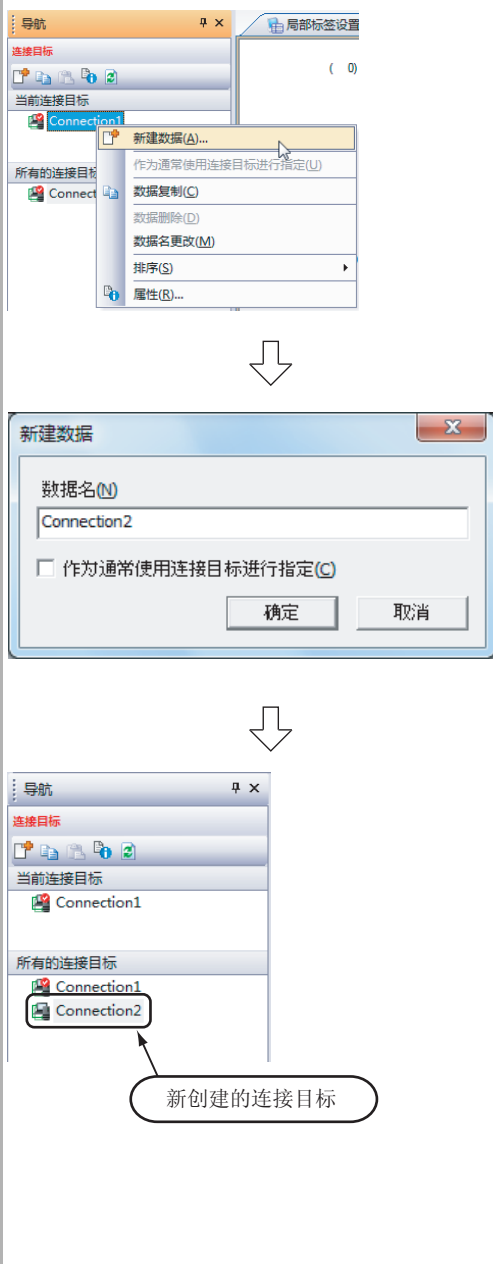 导航
局部标签设置
连接目标
( 0)
当前连接目标
Connection1
新建数据(A)...
作为通常使用连接目标进行指定(U)
所有的连接目标
Connect
数据复制(C)
数据删除(D)
数据名更改(M)
排序(S)
属性(R)...
新建数据
数据名(N)
Connection2
作为通常使用连接目标进行指定(C)
确定
取消
导航
连接目标
当前连接目标
Connection1
所有的连接目标
Connection1
Connection2
新创建的连接目标